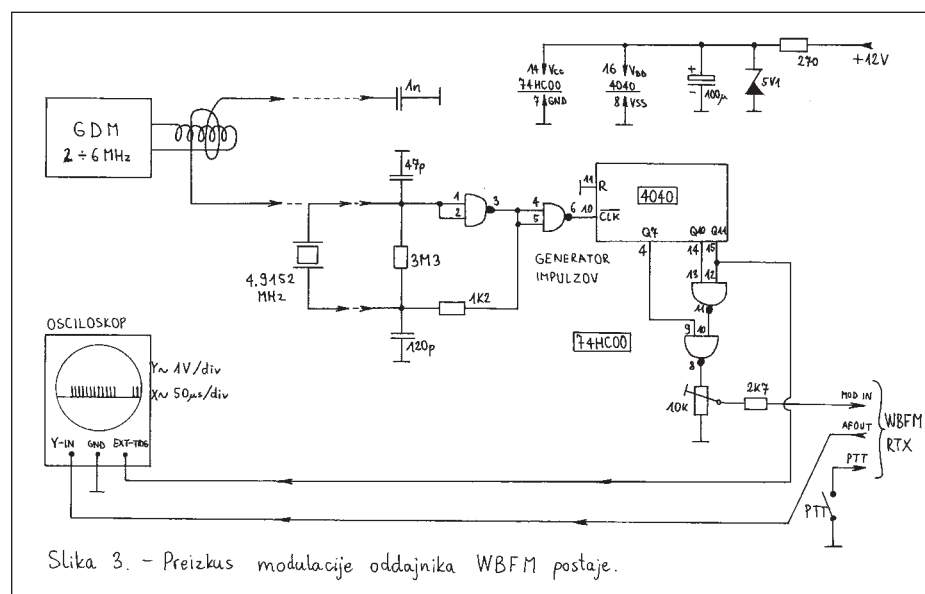 GDM
2 ÷ 6 MHz
1n
14 Vcc
74HC00
7 GND
16 VDD
4040
8 VSS
+
-
100µ
5V1
270
+12V
47p
3M3
1K2
120p
4.9152
MHz
1
2
3
4
5
6
GENERATOR
IMPULZOV
11 R
10 CLK
4040
Q7
Q10
Q11
4
14
15
13
12
11
9
10
8
74HC00
10K
2K7
MOD IN
AFOUT
PTT
WBFM
RTX
PTT
OSCILOSKOP
Y~ 1V/div
X~ 50µs/div
Y-IN
GND
EXT-TRIG
Slika 3. - Preizkus modulacije oddajnika WBFM postaje.